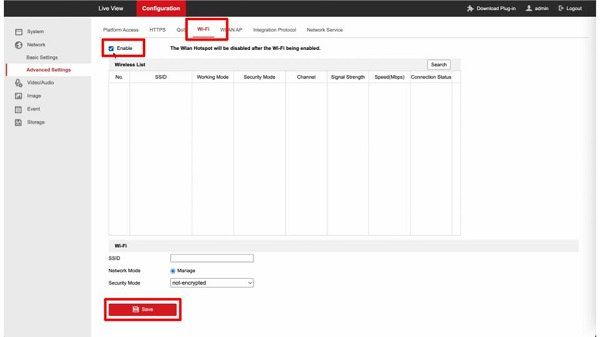 Live View Configuration Download Plug-in admin Logout
Platform Access HTTPS QoS Wi-Fi WLAN AP Integration Protocol Network Service
System
Network
Basic Settings
Advanced Settings
Video/Audio
Image
Event
Storage
Enable The Wlan Hotspot will be disabled after the Wi-Fi being enabled.
Wireless List Search
No. SSID Working Mode Security Mode Channel Signal Strength Speed(Mbps) Connection Status
Wi-Fi
SSID
Network Mode Manage
Security Mode not-encrypted
Save